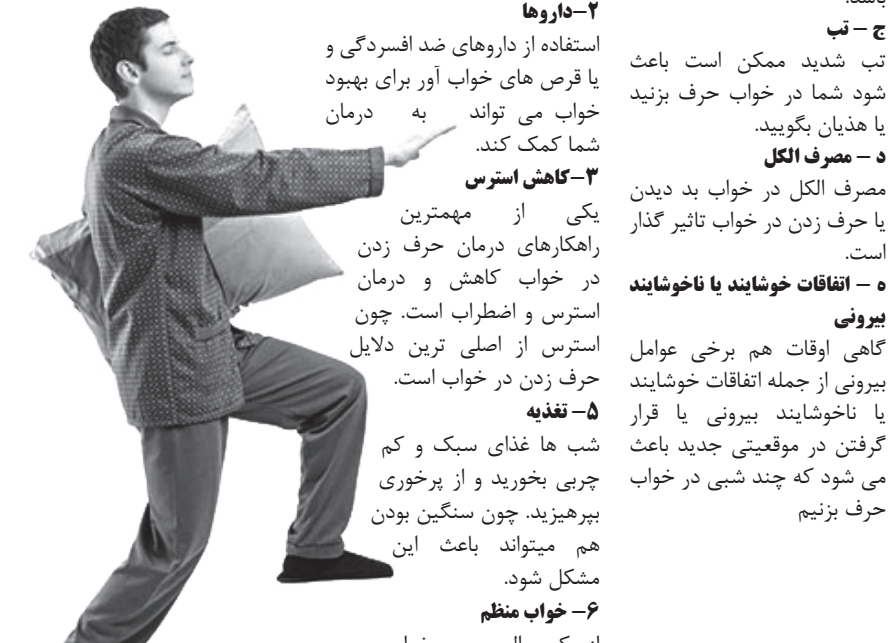 باشد.
ج – تب
تب شدید ممکن است باعث
شود شما در خواب حرف بزنید
یا هذیان بگویید.
د – مصرف الکل
مصرف الکل در خواب بد دیدن
یا حرف زدن در خواب تاثیر گذار
است.
ه – اتفاقات خوشایند یا ناخوشایند
بیرونی
گاهی اوقات هم برخی عوامل
بیرونی از جمله اتفاقات خوشایند
یا ناخوشایند بیرونی یا قرار
گرفتن در موقعیتی جدید باعث
می شود که چند شبی در خواب
حرف بزنیم
۲–داروها
استفاده از داروهای ضد افسردگی و
یا قرص های خواب آور برای بهبود
خواب می تواند به درمان
شما کمک کند.
۳–کاهش استرس
یکی از مهمترین
راهکارهای درمان حرف زدن
در خواب کاهش و درمان
استرس و اضطراب است. چون
استرس از اصلی ترین دلایل
حرف زدن در خواب است.
۵– تغذیه
شب ها غذای سبک و کم
چربی بخورید و از پرخوری
بپرهیزید. چون سنگین بودن
هم میتواند باعث این
مشکل شود.
۶– خواب منظم